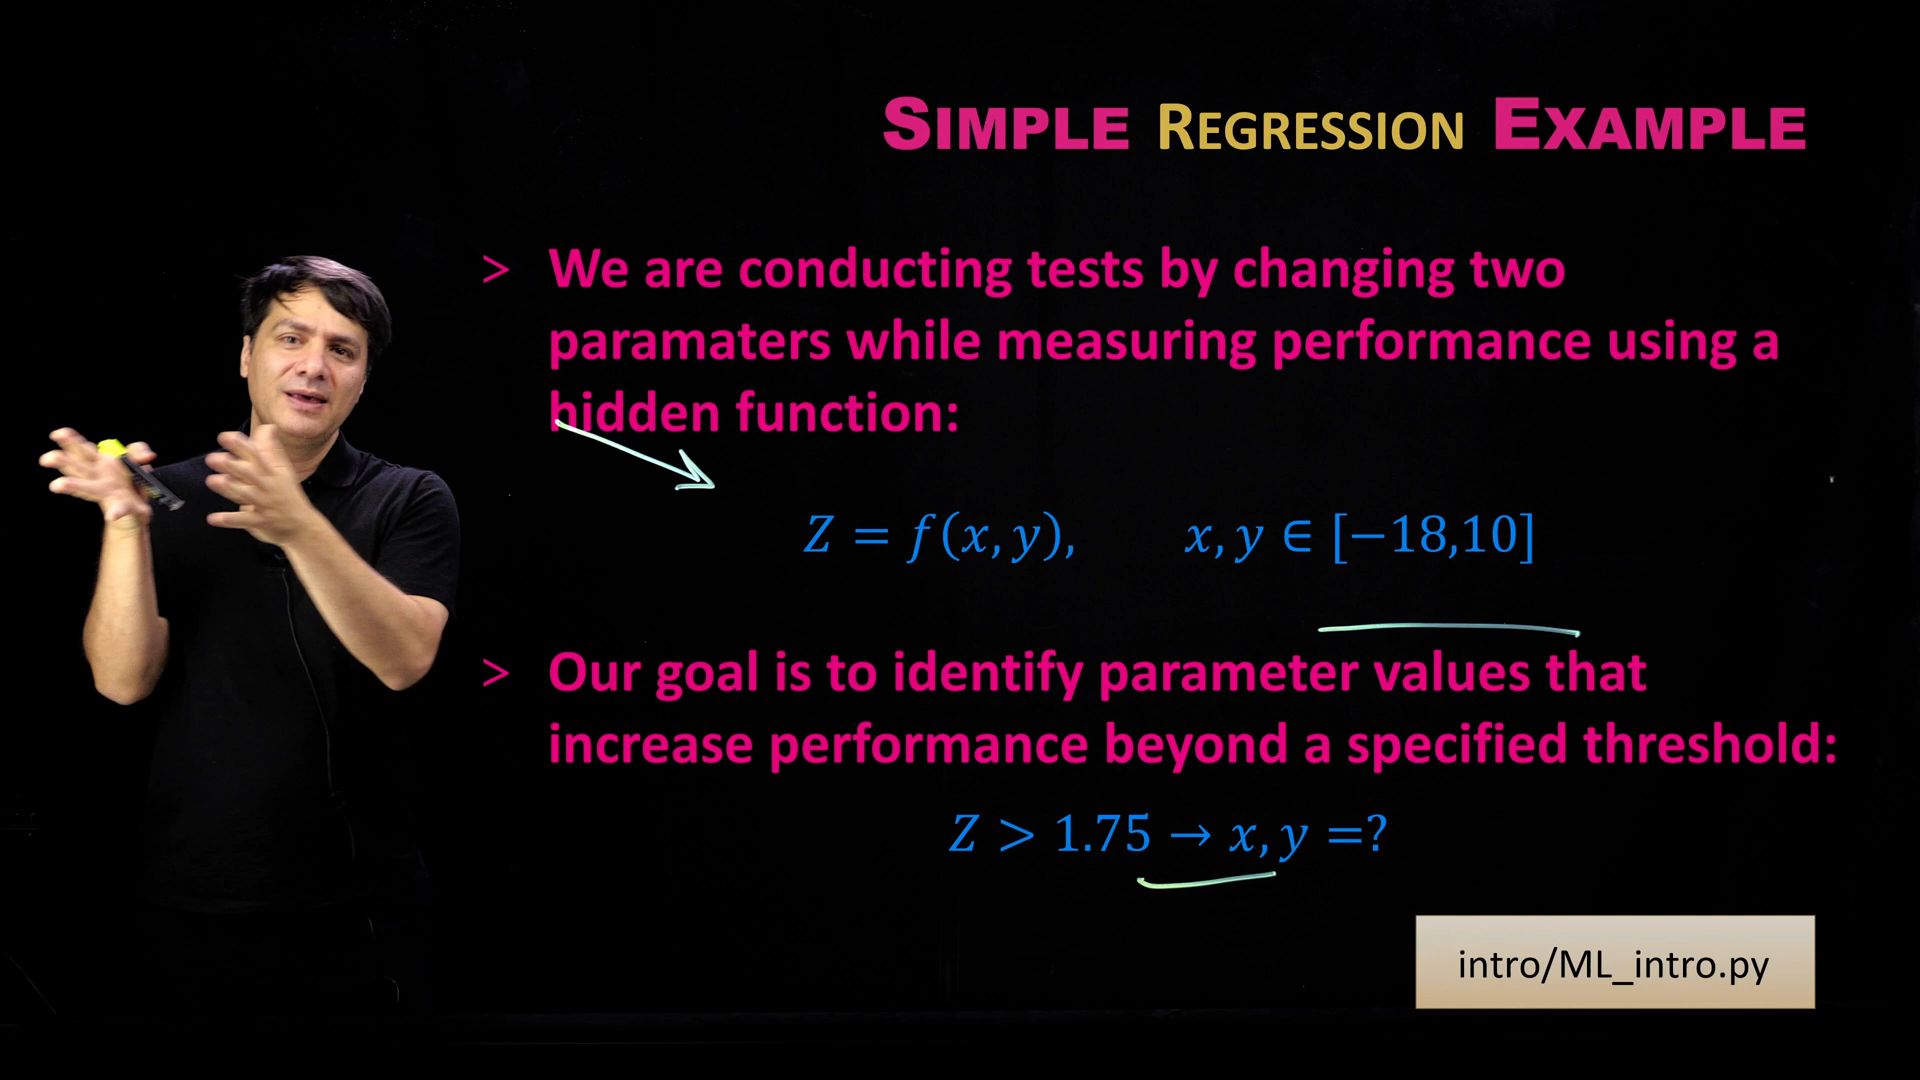 SIMPLE REGRESSION EXAMPLE
> We are conducting tests by changing two
paramaters while measuring performance using a
hidden function:
Z = f(x, y), x, y ∈ [−18,10]
> Our goal is to identify parameter values that
increase performance beyond a specified threshold:
Z > 1.75 → x, y =?
intro/ML_intro.py